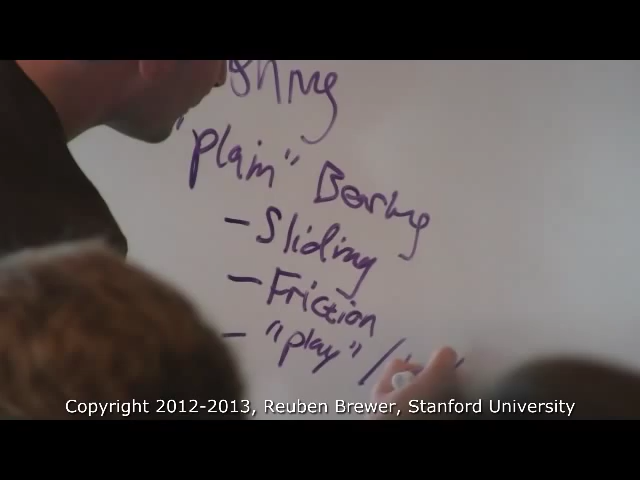 "plain" Bearing
- Sliding
- Friction
- "play" /
Copyright 2012-2013, Reuben Brewer, Stanford University